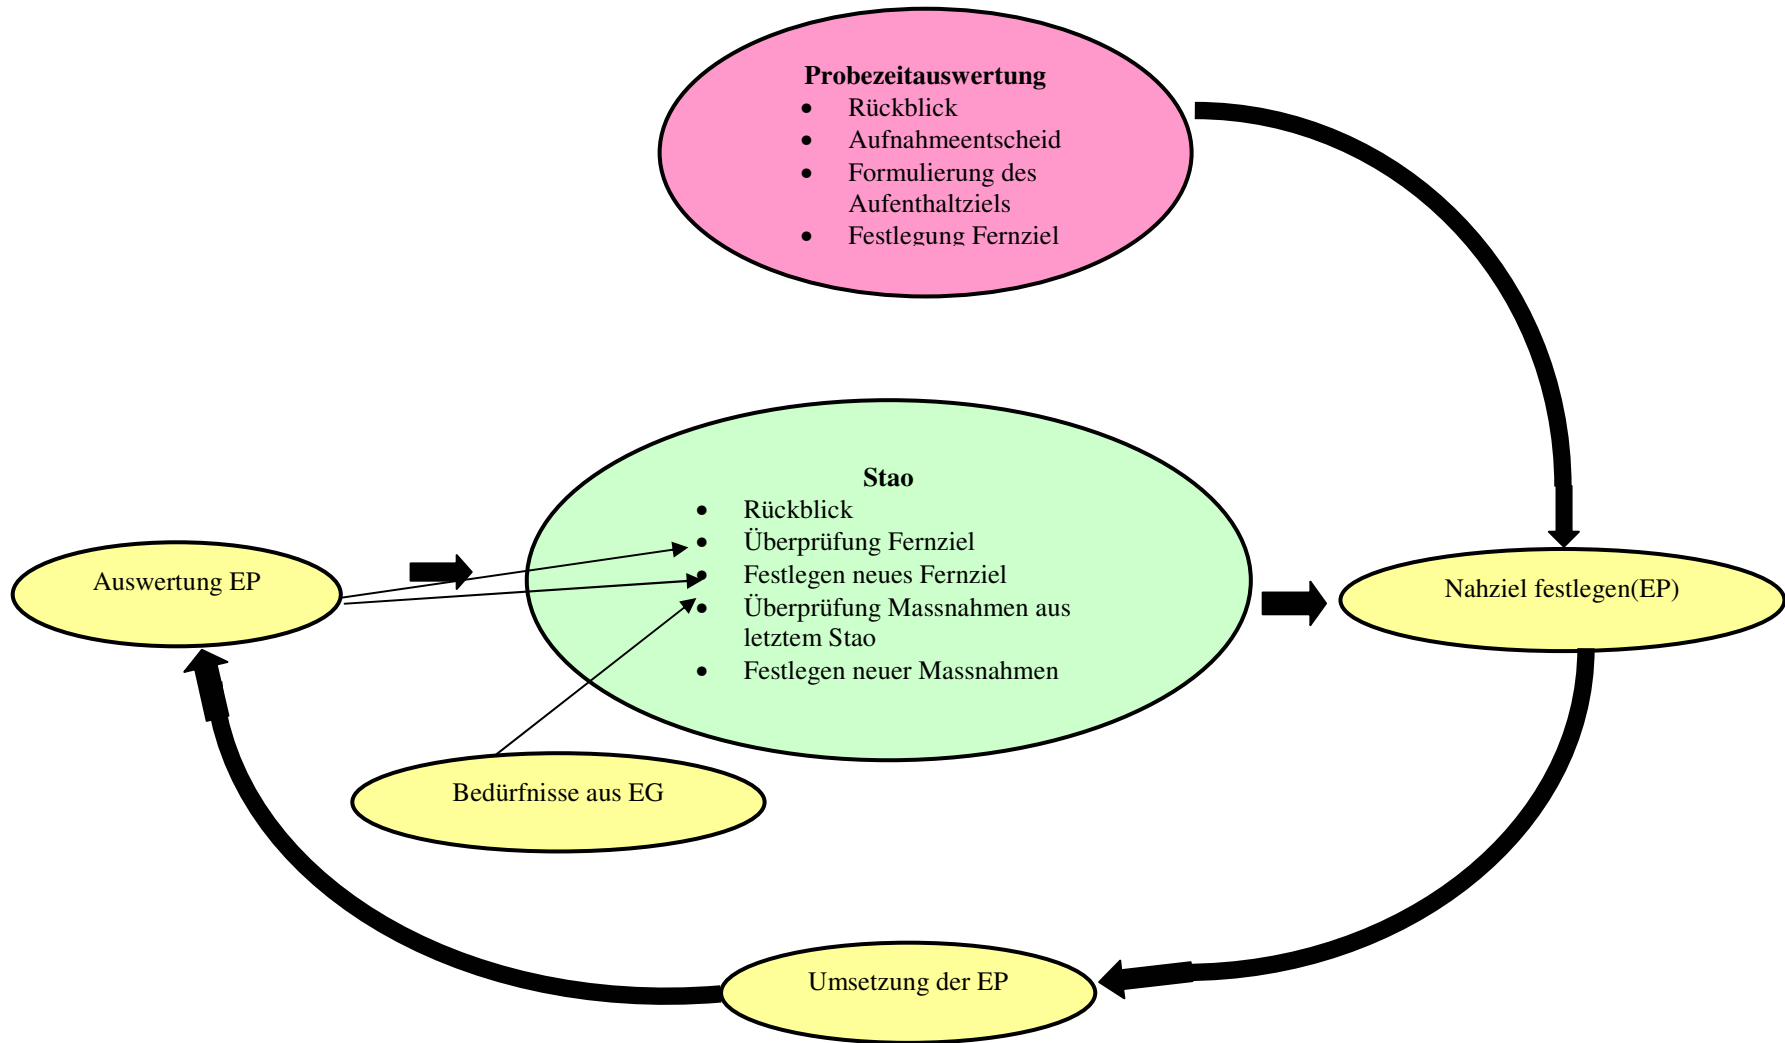 Probezeitauswertung
• Rückblick
• Aufnahmeentscheid
• Formulierung des
Aufenthaltziels
• Festlegung Fernziel
Stao
• Rückblick
• Überprüfung Fernziel
• Festlegen neues Fernziel
• Überprüfung Massnahmen aus
letztem Stao
• Festlegen neuer Massnahmen
Auswertung EP
Nahziel festlegen(EP)
Bedürfnisse aus EG
Umsetzung der EP